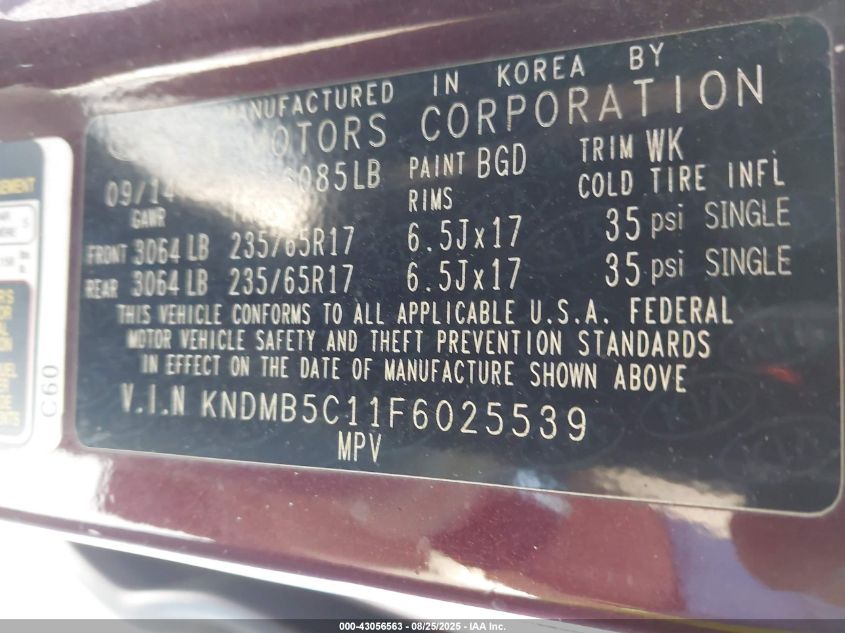 MANUFACTURED IN KOREA BY
MOTORS CORPORATION
09/14 6085LB PAINT BGD TRIM WK
GAWR RIMS COLD TIRE INFL
FRONT 3064 LB 235/65R17 6.5Jx17 35 psi SINGLE
REAR 3064 LB 235/65R17 6.5Jx17 35 psi SINGLE
THIS VEHICLE CONFORMS TO ALL APPLICABLE U.S.A. FEDERAL
MOTOR VEHICLE SAFETY AND THEFT PREVENTION STANDARDS
IN EFFECT ON THE DATE OF MANUFACTURE SHOWN ABOVE
V.I.N KNDMB5C11F6025539
MPV
C60
000-43056563 - 08/25/2025 - IAA Inc.